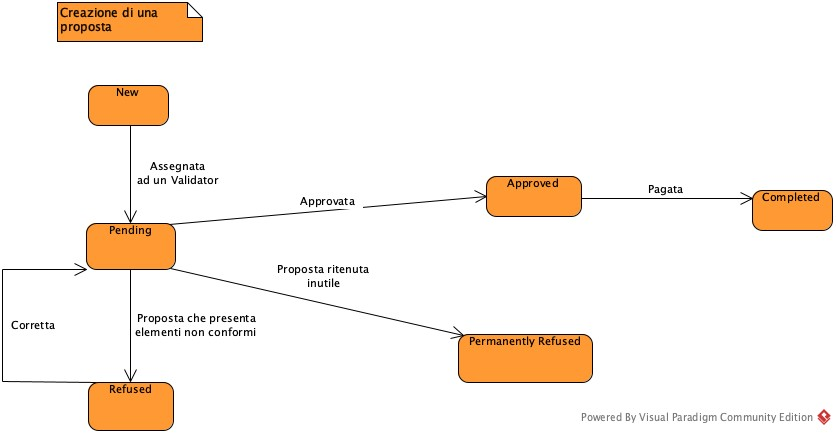 Creazione di una
proposta
New
Assegnata
ad un Validator
Approved
Pagata
Completed
Approvata
Pending
Proposta ritenuta
inutile
Proposta che presenta
elementi non conformi
Corretta
Permanently Refused
Refused
Powered By Visual Paradigm Community Edition